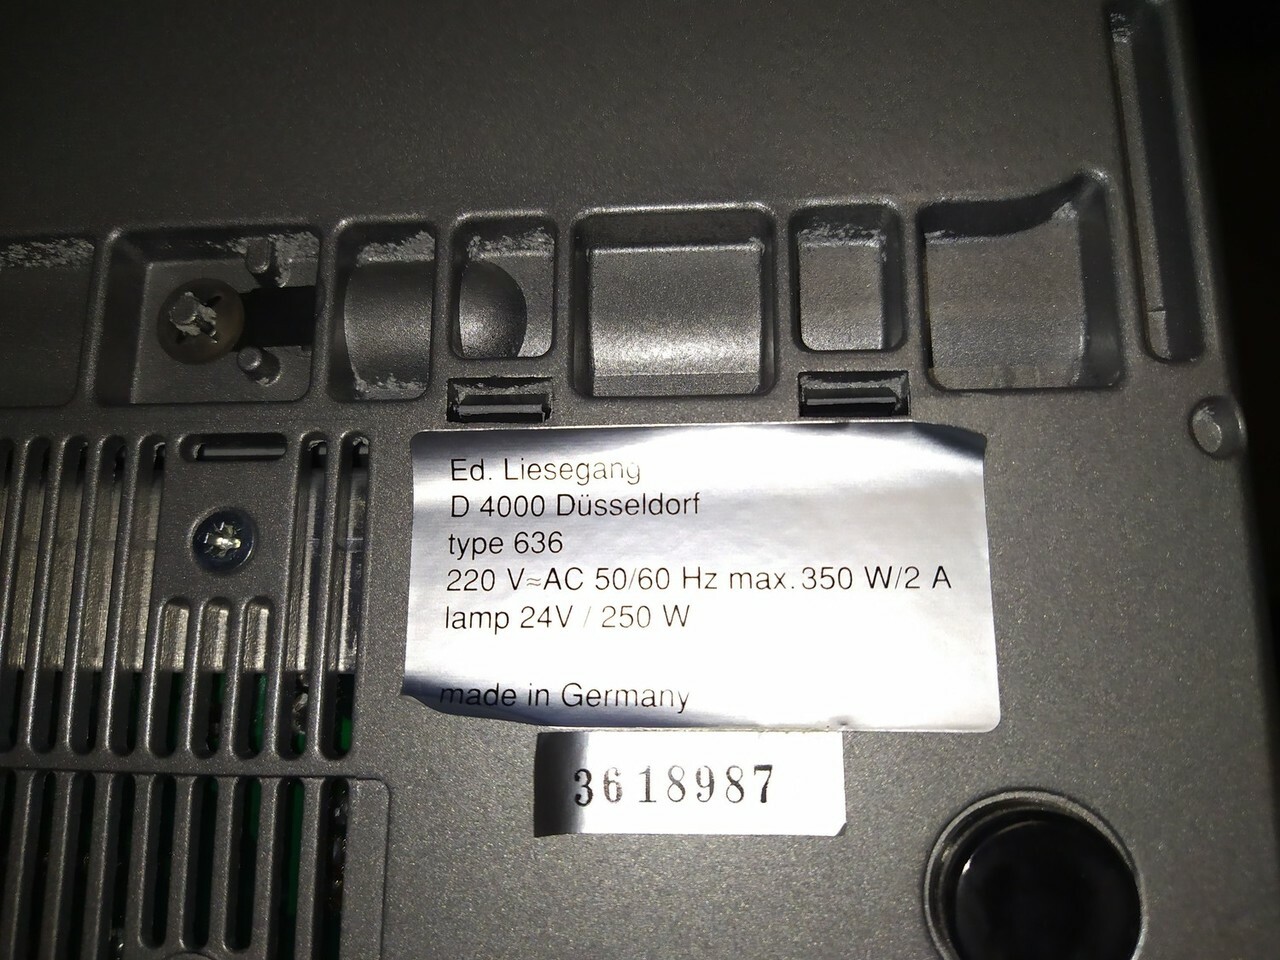 Ed. Liesegang
D 4000 Düsseldorf
type 636
220 V≈AC 50/60 Hz max. 350 W/2 A
lamp 24V / 250 W
made in Germany
3618987